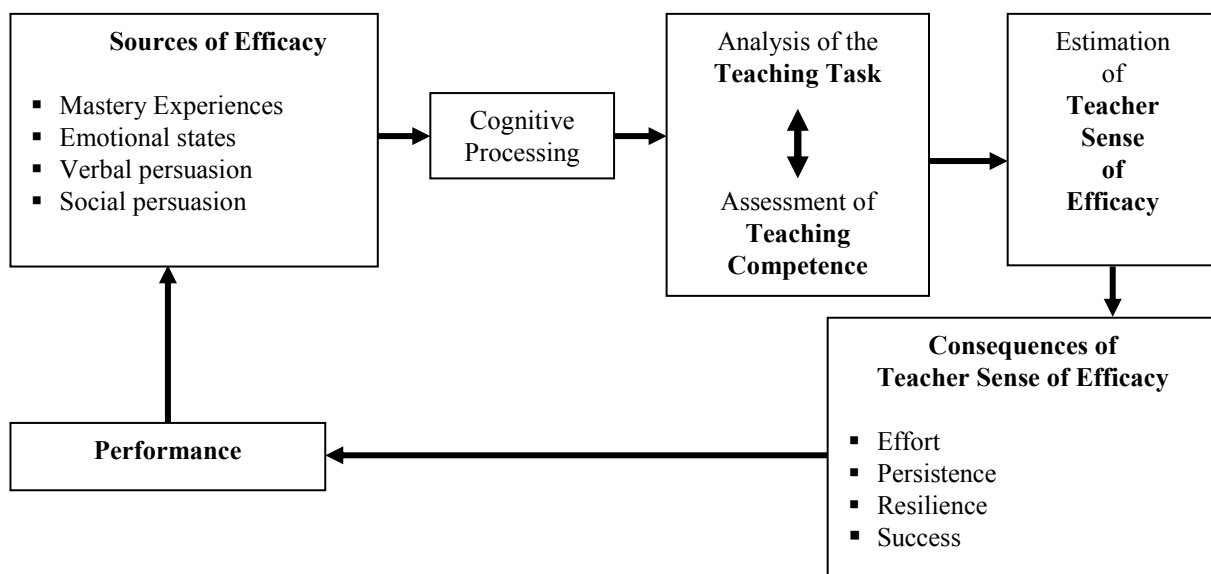 Sources of Efficacy
▪ Mastery Experiences
▪ Emotional states
▪ Verbal persuasion
▪ Social persuasion
Cognitive
Processing
Analysis of the
Teaching Task
Assessment of
Teaching
Competence
Estimation
of
Teacher
Sense
of
Efficacy
Consequences of
Teacher Sense of Efficacy
▪ Effort
▪ Persistence
▪ Resilience
▪ Success
Performance